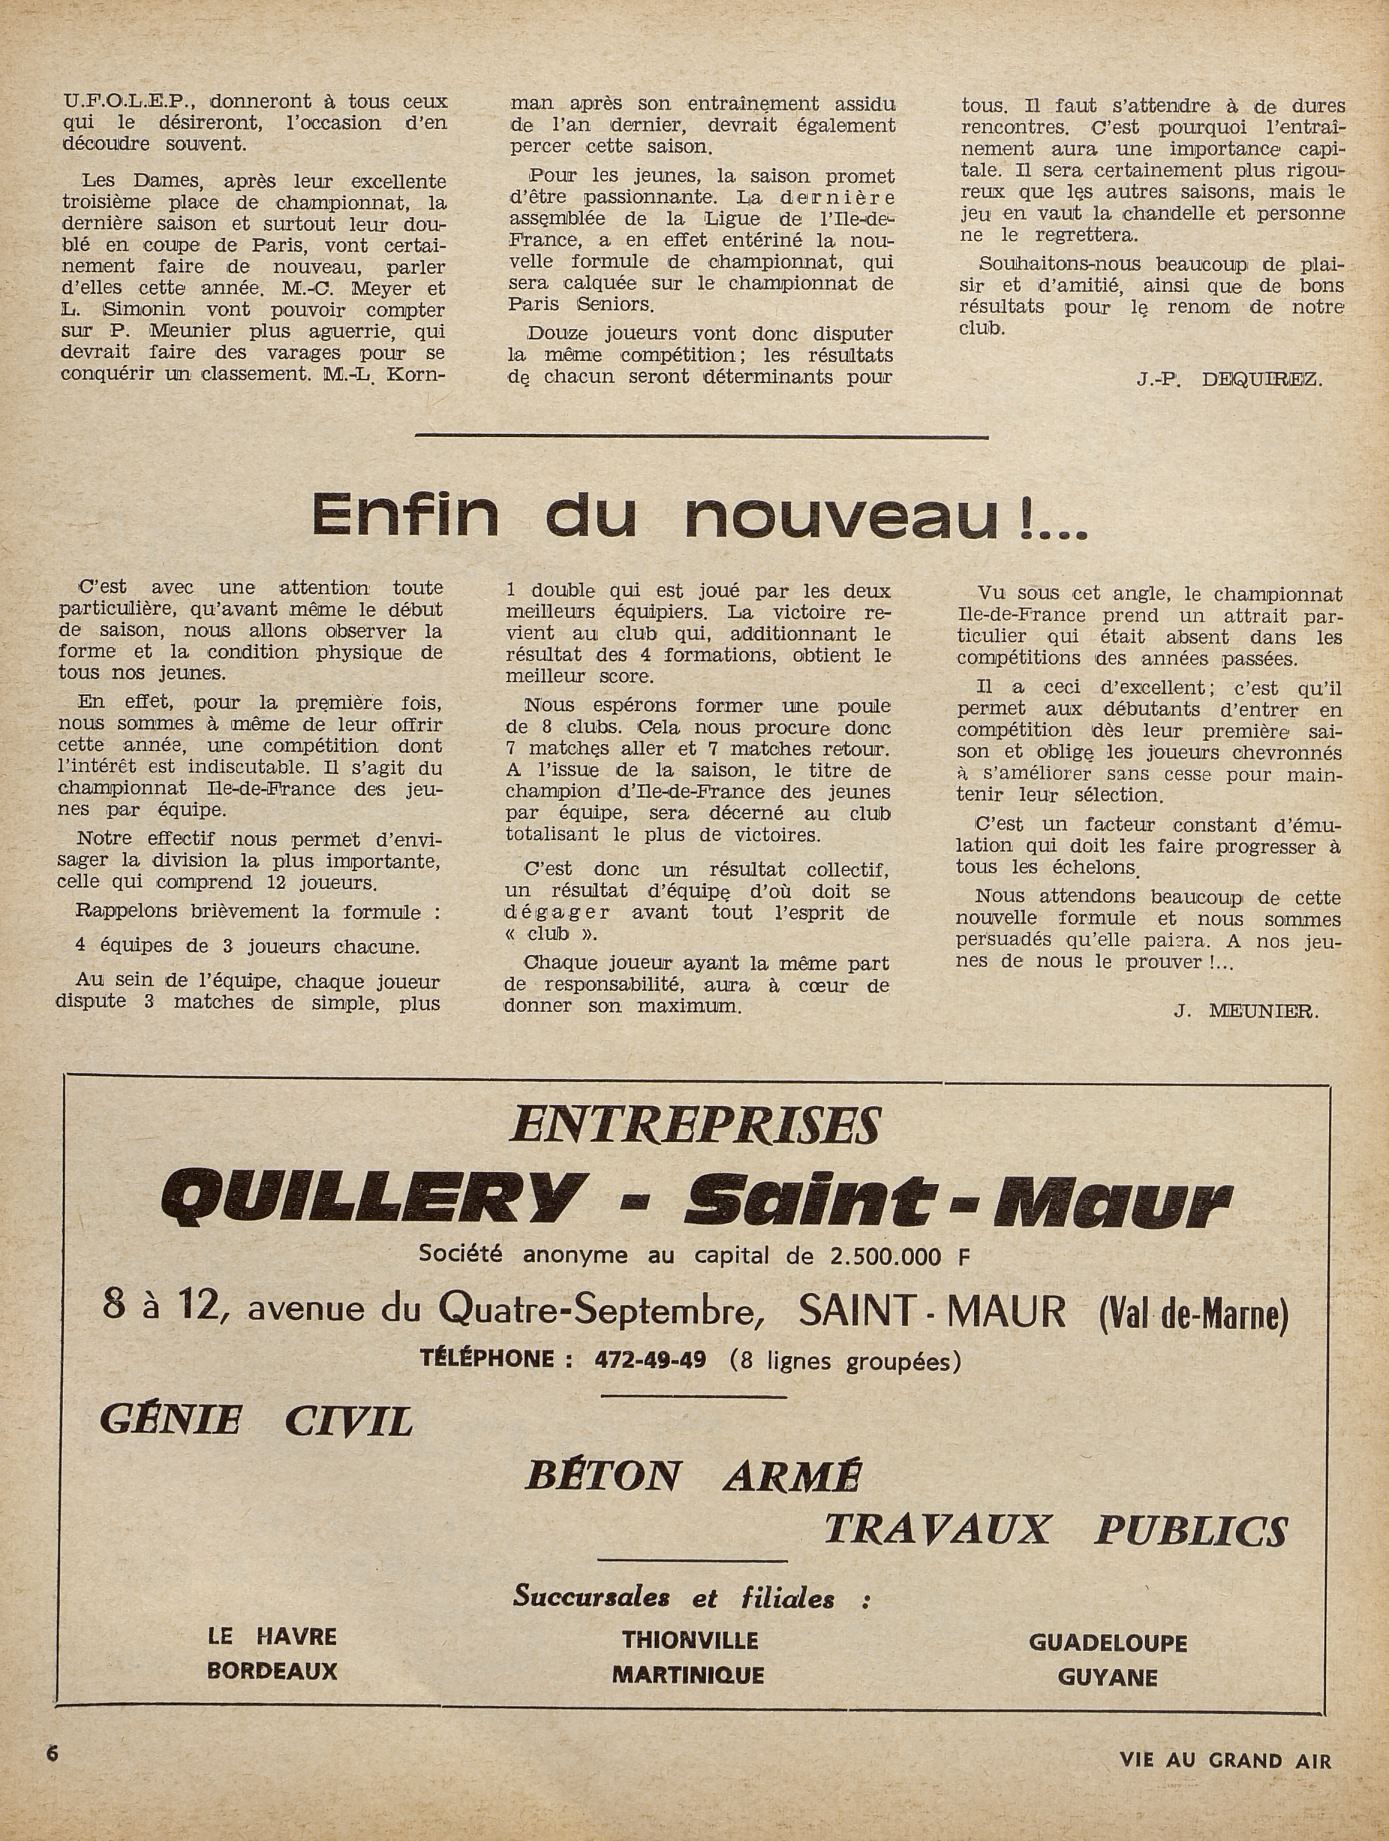 U.F.O.L.E.P., donneront à tous ceux
qui le désireront, l'occasion d'en
découdre souvent.
Les Dames, après leur excellente
troisième place de championnat, la
dernière saison et surtout leur dou-
blé en coupe de Paris, vont certai-
nement faire de nouveau, parler
d'elles cette année. M.-C. Meyer et
L. Simonin vont pouvoir compter
sur P. Meunier plus aguerrie, qui
devrait faire des varages pour se
conquérir un classement. M.-L. Korn-
man après son entraînement assidu
de l'an dernier, devrait également
percer cette saison.
Pour les jeunes, la saison promet
d'être passionnante. La dernière
assemblée de la Ligue de l'Ile-de-
France, a en effet entériné la nou-
velle formule de championnat, qui
sera calquée sur le championnat de
Paris Seniors.
Douze joueurs vont donc disputer
la même compétition; les résultats
de chacun seront déterminants pour
tous. Il faut s'attendre à de dures
rencontres. C'est pourquoi l'entraî-
nement aura une importance capi-
tale. Il sera certainement plus rigou-
reux que les autres saisons, mais le
jeu en vaut la chandelle et personne
ne le regrettera.
Souhaitons-nous beaucoup de plai-
sir et d'amitié, ainsi que de bons
résultats pour le renom de notre
club.
J.-P. DEQUIREZ.
Enfin du nouveau !...
C'est avec une attention toute
particulière, qu'avant même le début
de saison, nous allons observer la
forme et la condition physique de
tous nos jeunes.
En effet, pour la première fois,
nous sommes à même de leur offrir
cette année, une compétition dont
l'intérêt est indiscutable. Il s'agit du
championnat Ile-de-France des jeu-
nes par équipe.
Notre effectif nous permet d'envi-
sager la division la plus importante,
celle qui comprend 12 joueurs.
Rappelons brièvement la formule :
4 équipes de 3 joueurs chacune.
Au sein de l'équipe, chaque joueur
dispute 3 matches de simple, plus
1 double qui est joué par les deux
meilleurs équipiers. La victoire re-
vient au club qui, additionnant le
résultat des 4 formations, obtient le
meilleur score.
Nous espérons former une poule
de 8 clubs. Cela nous procure donc
7 matches aller et 7 matches retour.
A l'issue de la saison, le titre de
champion d'Ile-de-France des jeunes
par équipe, sera décerné au club
totalisant le plus de victoires.
C'est donc un résultat collectif,
un résultat d'équipe d'où doit se
dégager avant tout l'esprit de
« club ».
Chaque joueur ayant la même part
de responsabilité, aura à cœur de
donner son maximum.
Vu sous cet angle, le championnat
Ile-de-France prend un attrait par-
ticulier qui était absent dans les
compétitions des années passées.
Il a ceci d'excellent; c'est qu'il
permet aux débutants d'entrer en
compétition dès leur première sai-
son et oblige les joueurs chevronnés
à s'améliorer sans cesse pour main-
tenir leur sélection.
C'est un facteur constant d'ému-
lation qui doit les faire progresser à
tous les échelons.
Nous attendons beaucoup de cette
nouvelle formule et nous sommes
persuadés qu'elle paiera. A nos jeu-
nes de nous le prouver !...
J. MEUNIER.
ENTREPRISES
QUILLERY - Saint-Maur
Société anonyme au capital de 2.500.000 F
8 à 12, avenue du Quatre-Septembre, SAINT-MAUR (Val de-Marne)
TÉLÉPHONE : 472-49-49 (8 lignes groupées)
GÉNIE CIVIL
BÉTON ARMÉ
TRAVAUX PUBLICS
Succursales et filiales :
LE HAVRE THIONVILLE GUADELOUPE
BORDEAUX MARTINIQUE GUYANE
6 VIE AU GRAND AIR